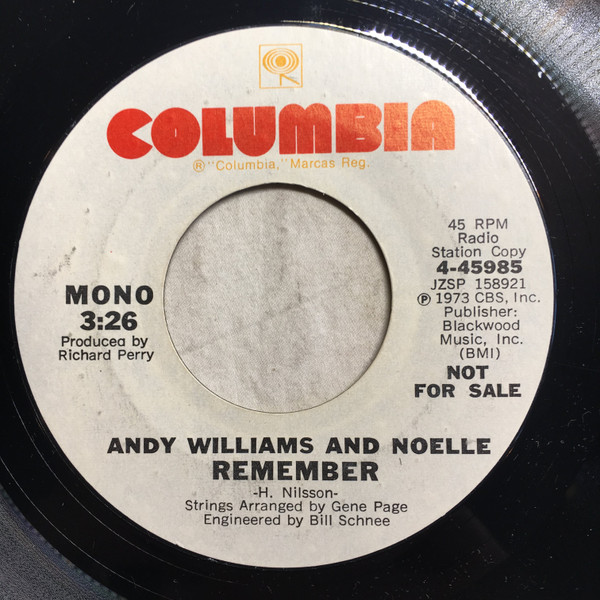 COLUMBIA
®"Columbia," Marcas Reg.
45 RPM
Radio
Station Copy
4-45985
JZSP 158921
Ⓟ 1973 CBS, Inc.
Publisher:
Blackwood
Music, Inc.
(BMI)
NOT
FOR SALE
MONO
3:26
Produced by
Richard Perry
ANDY WILLIAMS AND NOELLE
REMEMBER
-H. Nilsson-
Strings Arranged by Gene Page
Engineered by Bill Schnee